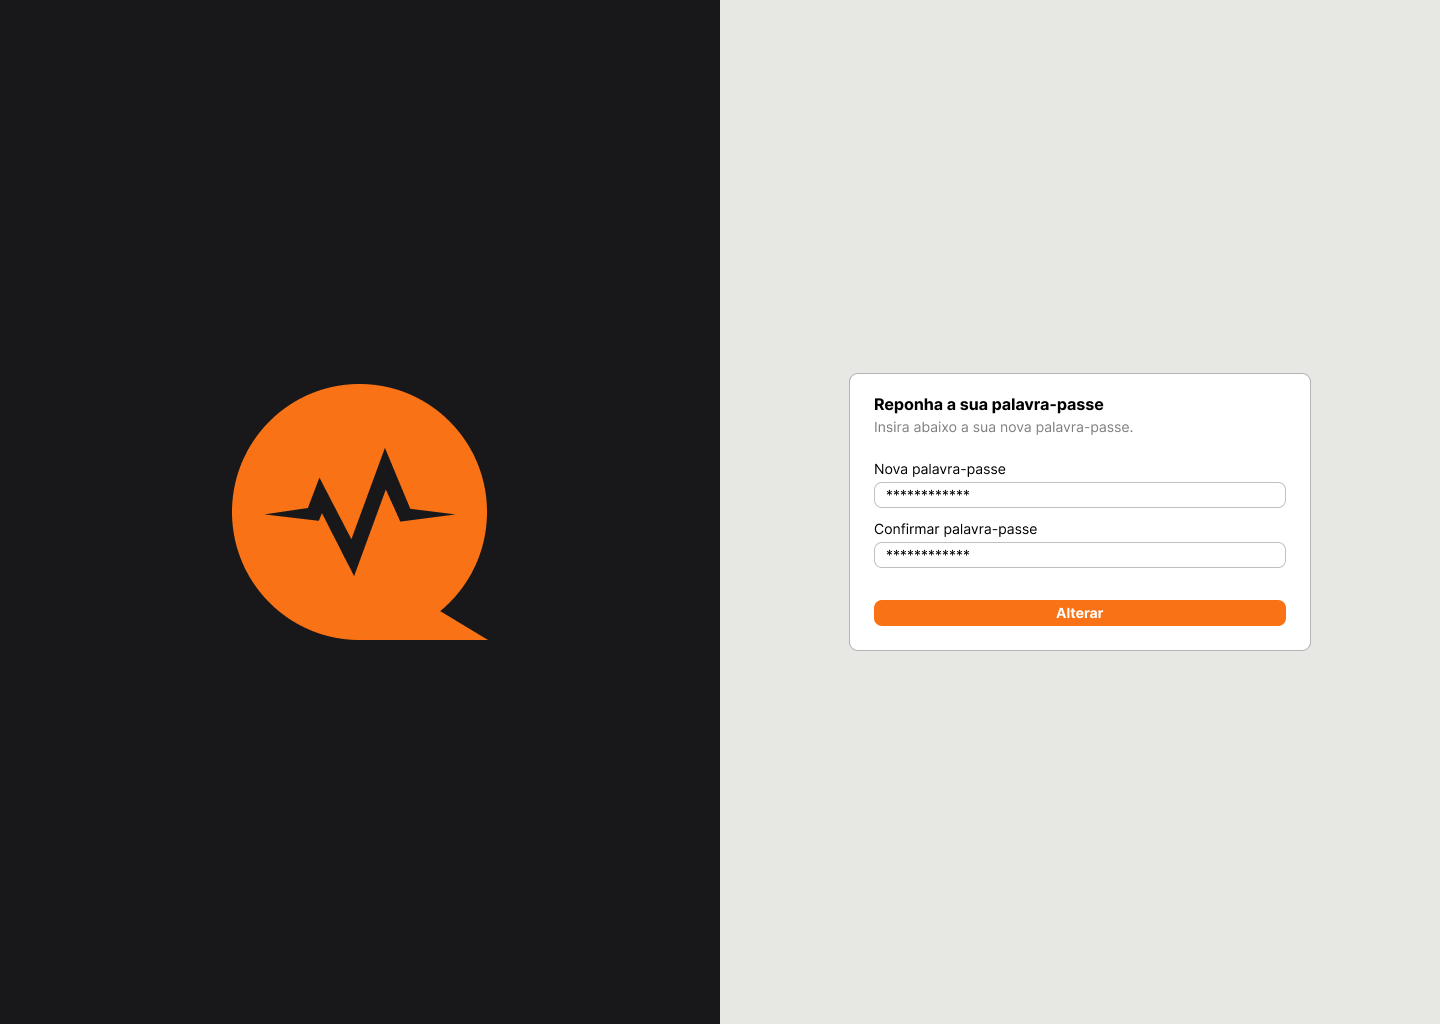 Reponha a sua palavra-passe
Insira abaixo a sua nova palavra-passe.
Nova palavra-passe
************
Confirmar palavra-passe
************
Alterar